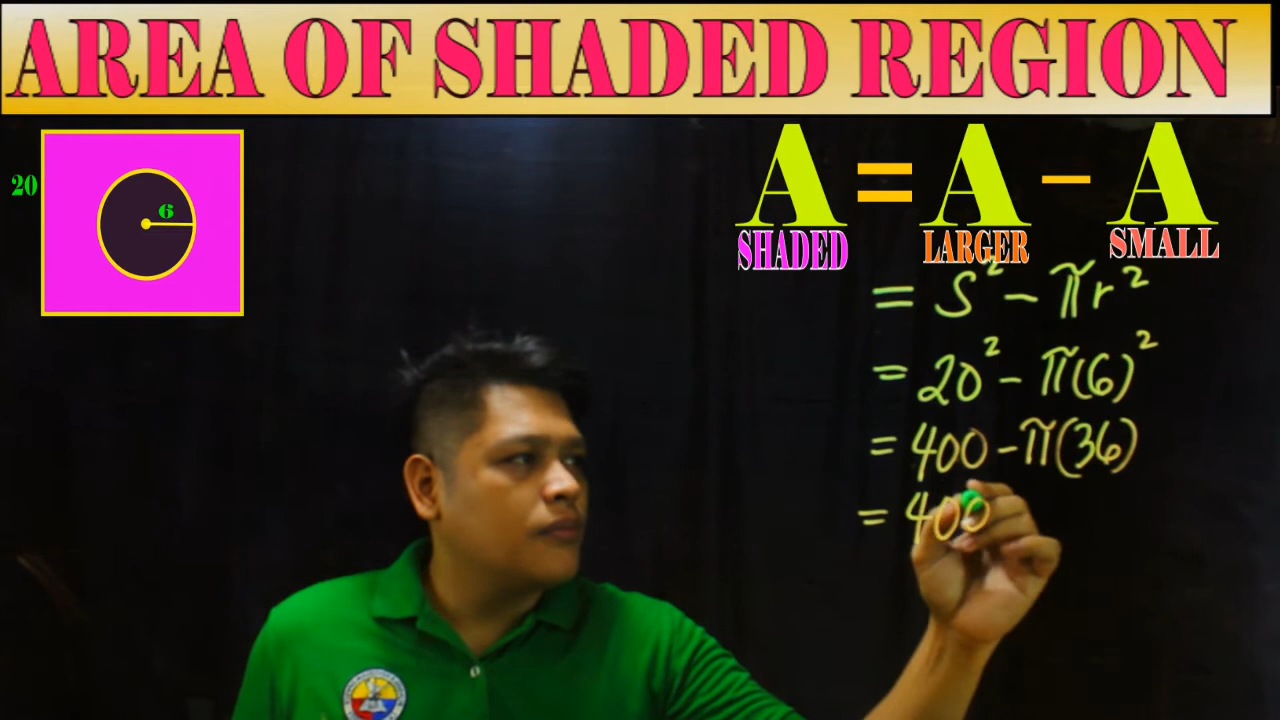 AREA OF SHADED REGION
20
6
A = A - A
SHADED LARGER SMALL
= S² - πr²
= 20² - π(6)²
= 400 - π(36)
= 400